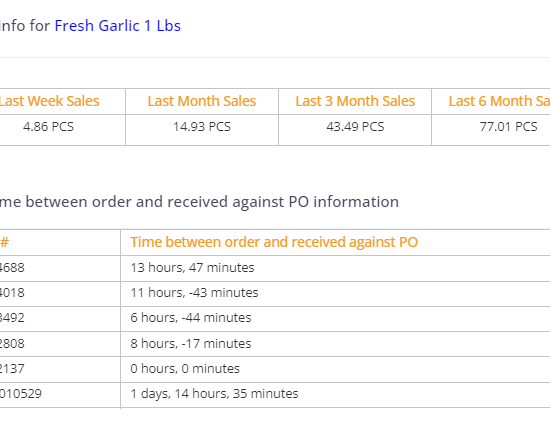 info for Fresh Garlic 1 Lbs
Last Week Sales Last Month Sales Last 3 Month Sales Last 6 Month Sa
4.86 PCS 14.93 PCS 43.49 PCS 77.01 PCS
me between order and received against PO information
# Time between order and received against PO
4688 13 hours, 47 minutes
4018 11 hours, -43 minutes
3492 6 hours, -44 minutes
2808 8 hours, -17 minutes
2137 0 hours, 0 minutes
010529 1 days, 14 hours, 35 minutes